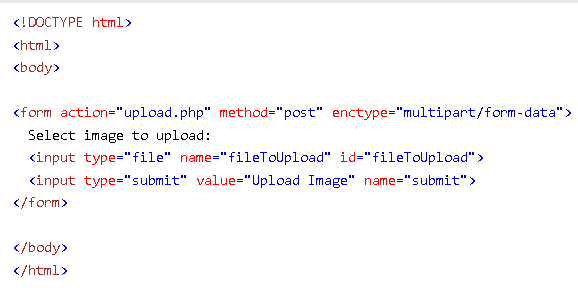 <!DOCTYPE html>
<html>
<body>
<form action="upload.php" method="post" enctype="multipart/form-data">
Select image to upload:
<input type="file" name="fileToUpload" id="fileToUpload">
<input type="submit" value="Upload Image" name="submit">
</form>
</body>
</html>